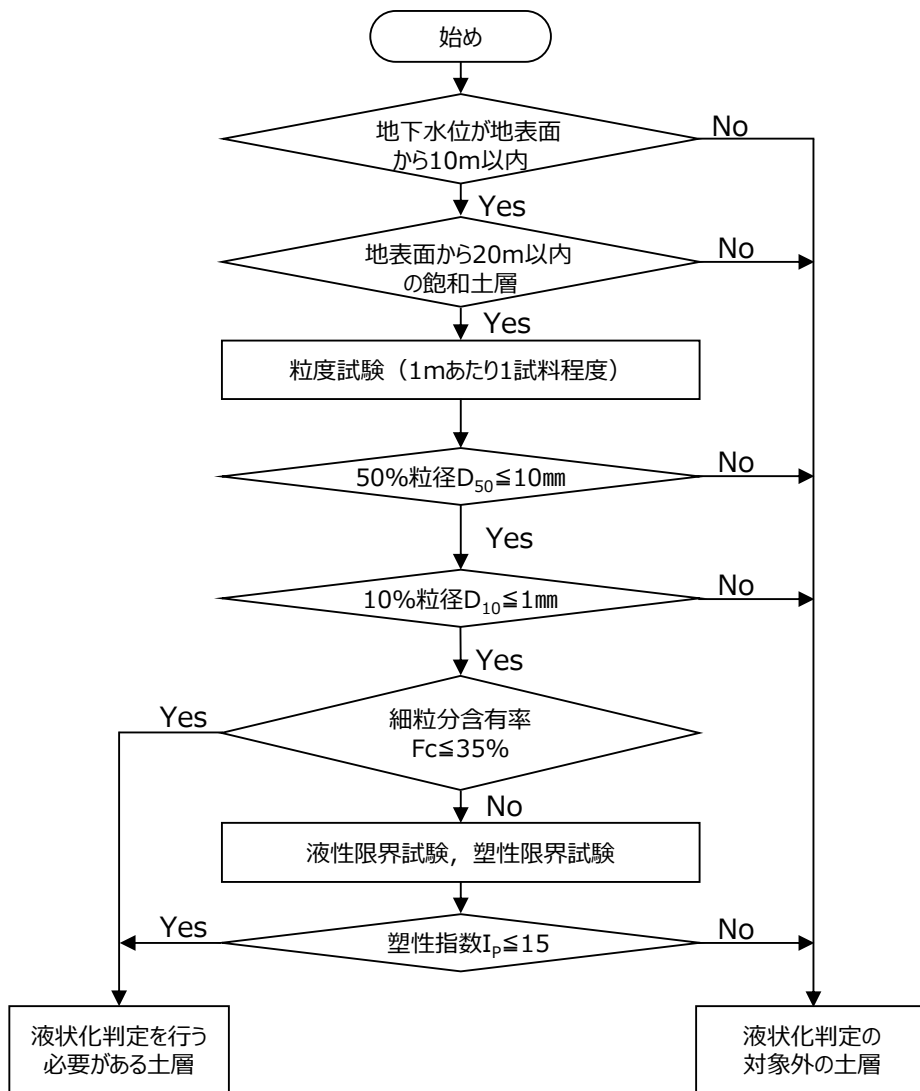 始め
地下水位が地表面
から10m以内
No
Yes
地表面から20m以内
の飽和土層
No
Yes
粒度試験（1mあたり1試料程度）
50%粒径D50≦10㎜
No
Yes
10%粒径D10≦1㎜
No
Yes
細粒分含有率
Fc≦35%
Yes
No
液性限界試験，塑性限界試験
Yes
塑性指数IP≦15
No
液状化判定を行う
必要がある土層
液状化判定の
対象外の土層